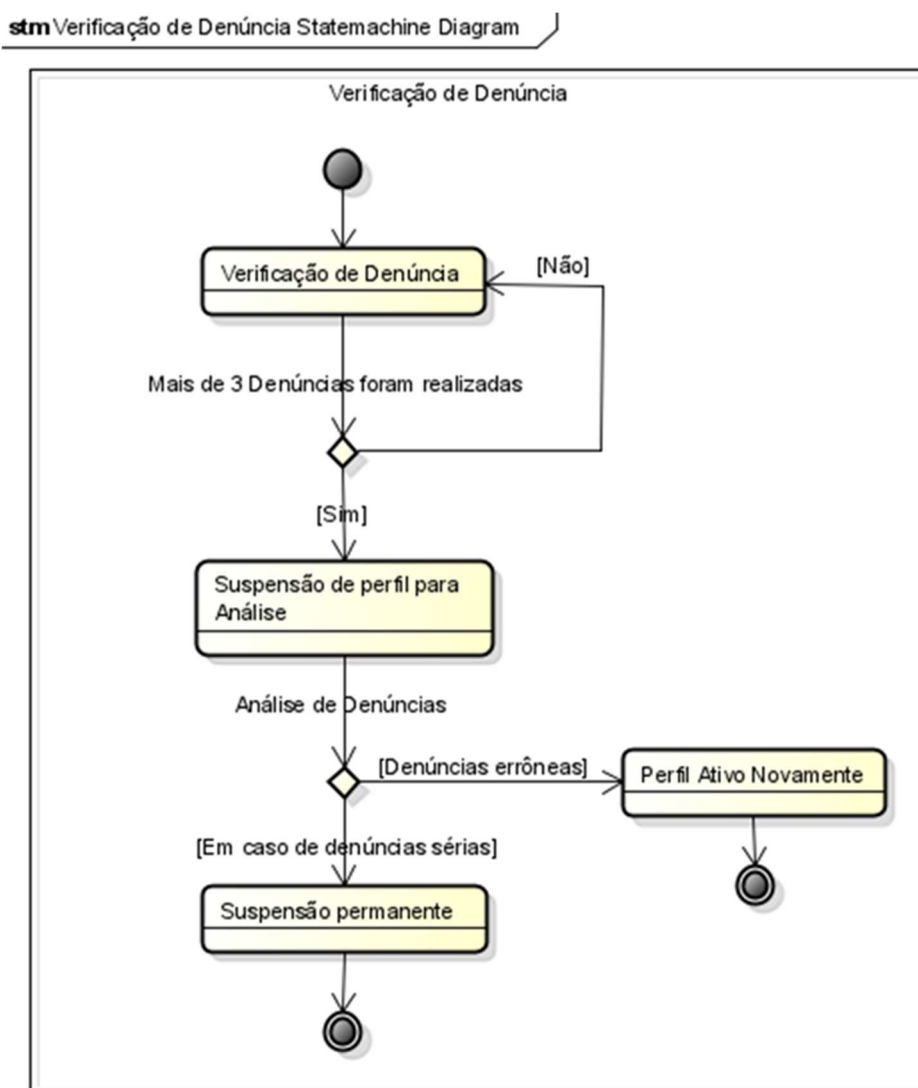 stm Verificação de Denúncia Statemachine Diagram
Verificação de Denúncia
Verificação de Denúncia
[Não]
Mais de 3 Denúncias foram realizadas
[Sim]
Suspensão de perfil para
Análise
Análise de Denúncias
[Denúncias errôneas]
Perfil Ativo Novamente
[Em caso de denúncias sérias]
Suspensão permanente